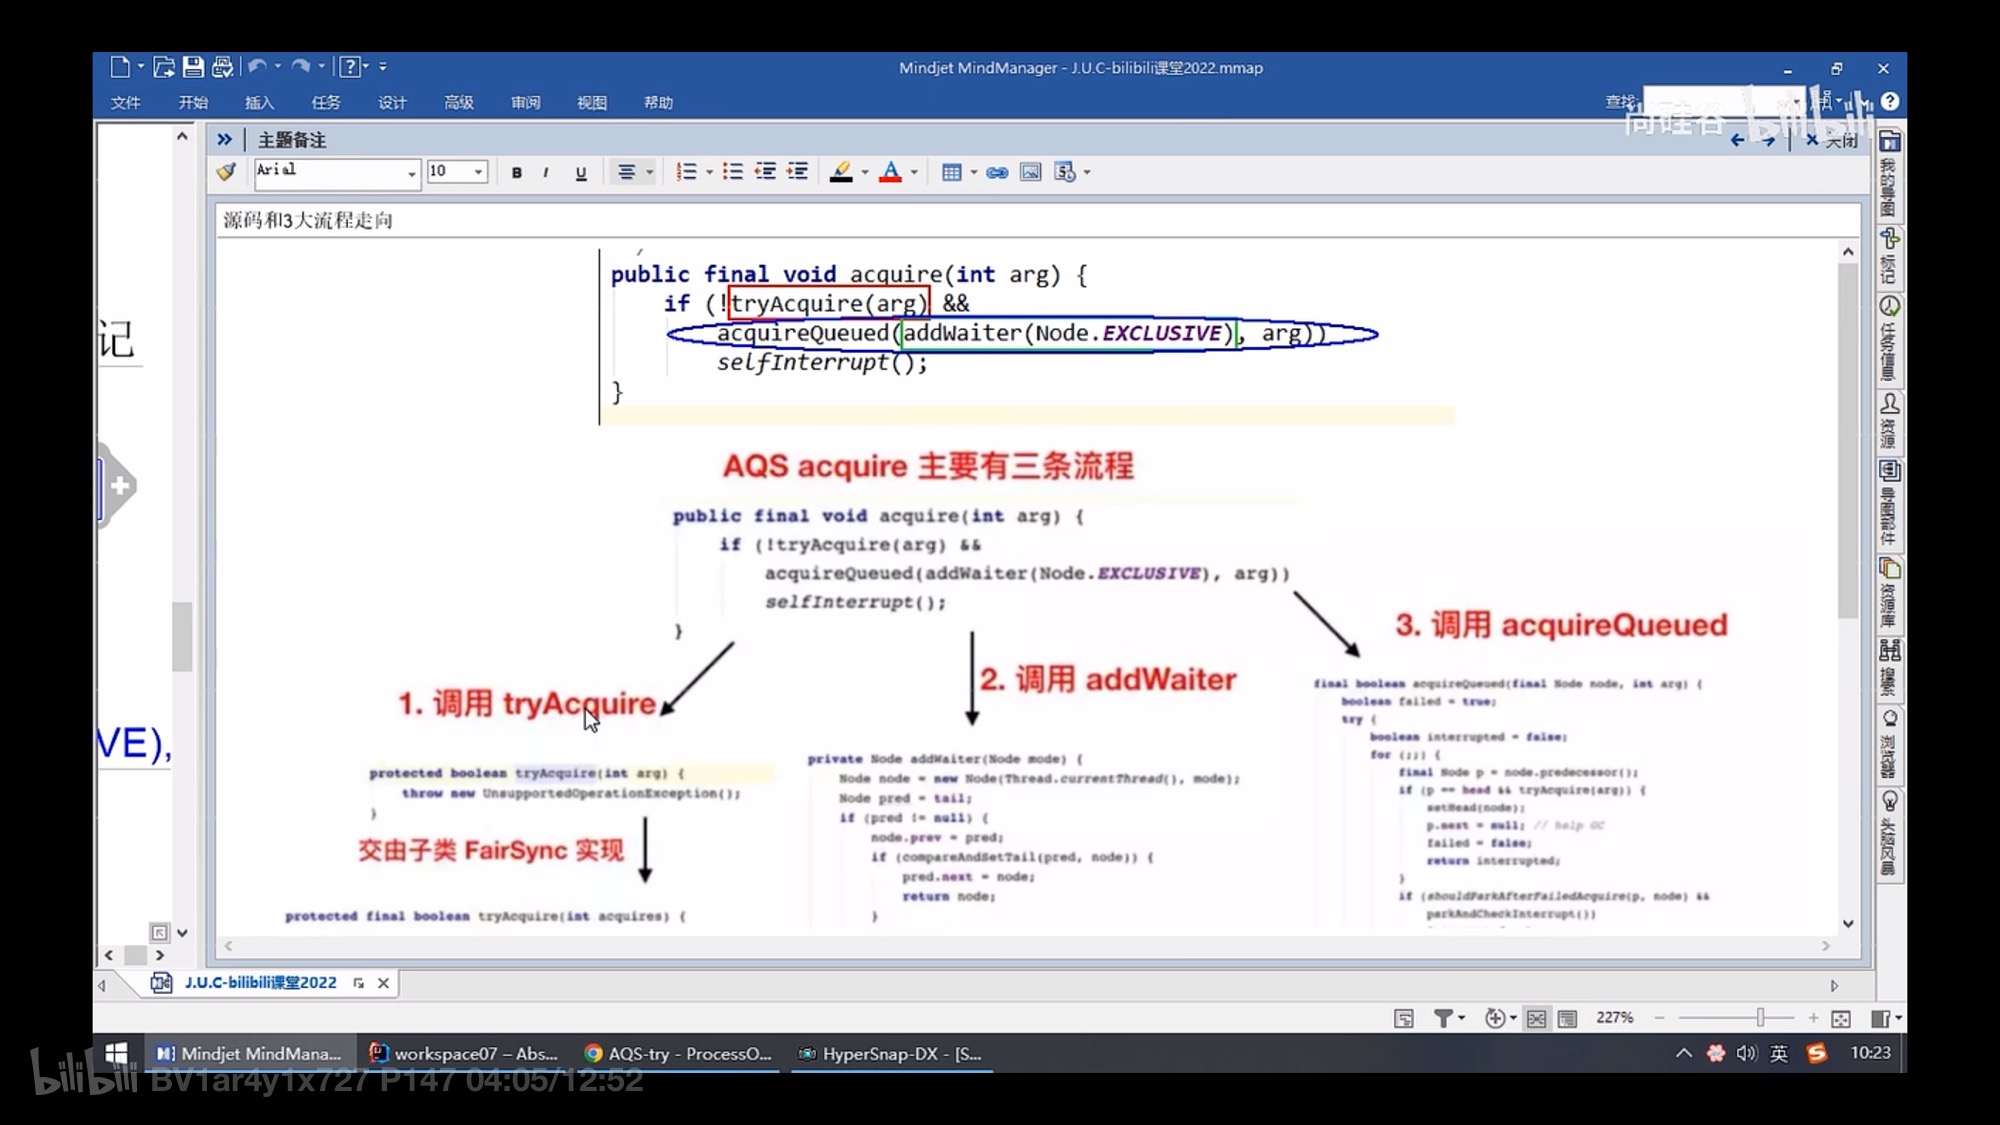 Mindjet MindManager - J.U.C-bilibili课堂2022.mmap
文件 开始 插入 任务 设计 高级 审阅 视图 帮助
查找:
尚硅谷 bilibili
主题备注
关闭
Arial 10 B I U
源码和3大流程走向
记
VE),
public final void acquire(int arg) {
if (!tryAcquire(arg) &&
acquireQueued(addWaiter(Node.EXCLUSIVE), arg))
selfInterrupt();
}
AQS acquire 主要有三条流程
public final void acquire(int arg) {
if (!tryAcquire(arg) &&
acquireQueued(addWaiter(Node.EXCLUSIVE), arg))
selfInterrupt();
}
1. 调用 tryAcquire
protected boolean tryAcquire(int arg) {
throw new UnsupportedOperationException();
}
交由子类 FairSync 实现
protected final boolean tryAcquire(int acquires) {
2. 调用 addWaiter
private Node addWaiter(Node mode) {
Node node = new Node(Thread.currentThread(), mode);
Node pred = tail;
if (pred != null) {
node.prev = pred;
if (compareAndSetTail(pred, node)) {
pred.next = node;
return node;
}
3. 调用 acquireQueued
final boolean acquireQueued(final Node node, int arg) {
boolean failed = true;
try {
boolean interrupted = false;
for (;;) {
final Node p = node.predecessor();
if (p == head && tryAcquire(arg)) {
setHead(node);
p.next = null; // help GC
failed = false;
return interrupted;
}
if (shouldParkAfterFailedAcquire(p, node) &&
parkAndCheckInterrupt())
我的导图
标记
任务信息
资源
导图部件
资源库
搜索
浏览器
头脑风暴
J.U.C-bilibili课堂2022
227%
Mindjet MindMana... workspace07 – Abs... AQS-try - ProcessO... HyperSnap-DX - [S... 英 10:23
bilibili BV1ar4y1x727 P147 04:05/12:52